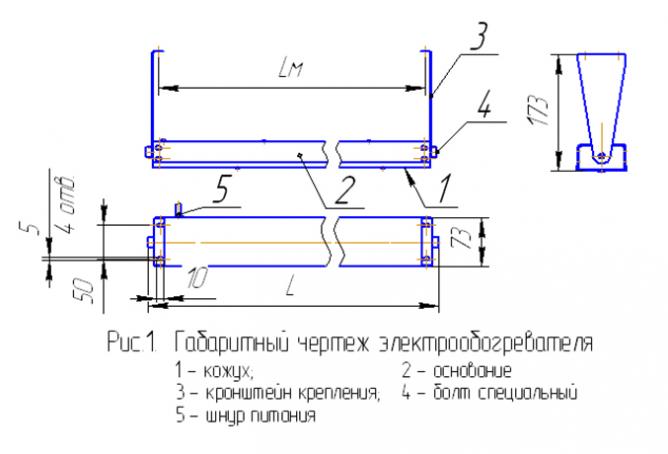 Lм
3
4
173
5
2
1
5
4 отв.
50
10
L
73
Рис.1. Габаритный чертеж электрообогревателя
1 – кожух; 2 – основание
3 – кронштейн крепления; 4 – болт специальный
5 – шнур питания